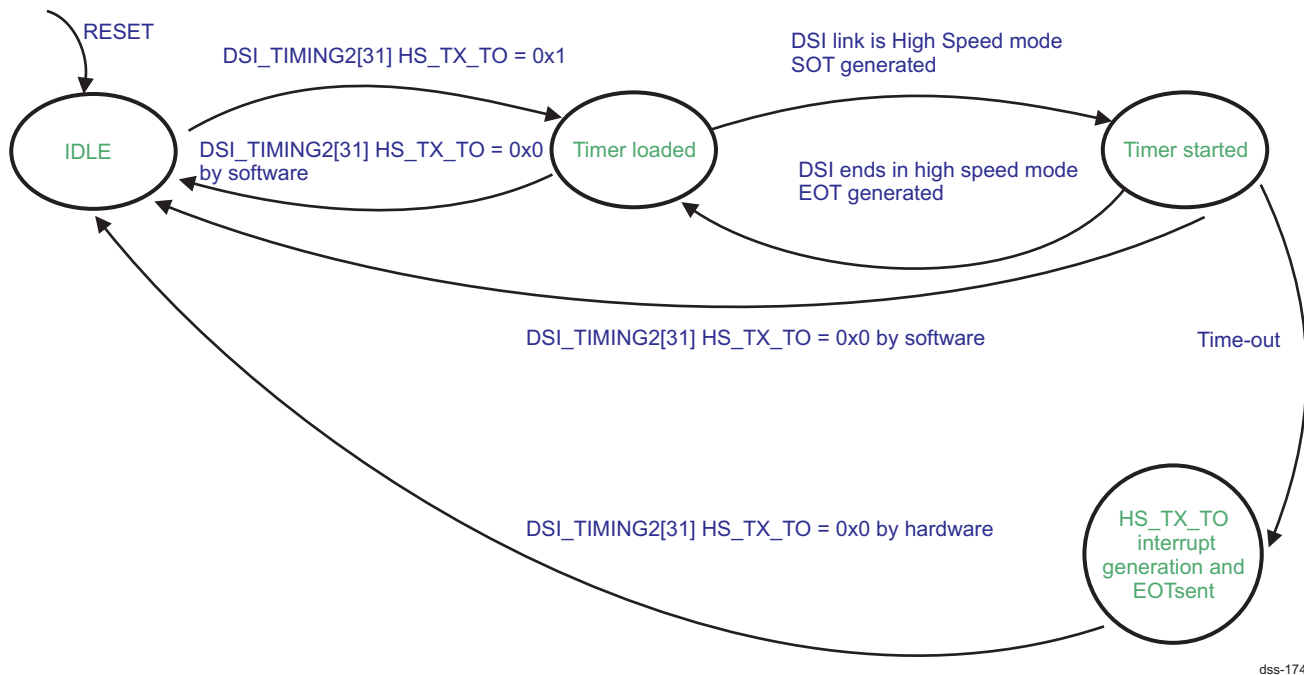 RESET
DSI_TIMING2[31] HS_TX_TO = 0x1
DSI link is High Speed mode
SOT generated
IDLE
DSI_TIMING2[31] HS_TX_TO = 0x0
by software
Timer loaded
DSI ends in high speed mode
EOT generated
Timer started
DSI_TIMING2[31] HS_TX_TO = 0x0 by software
Time-out
DSI_TIMING2[31] HS_TX_TO = 0x0 by hardware
HS_TX_TO
interrupt
generation and
EOTsent
dss-174